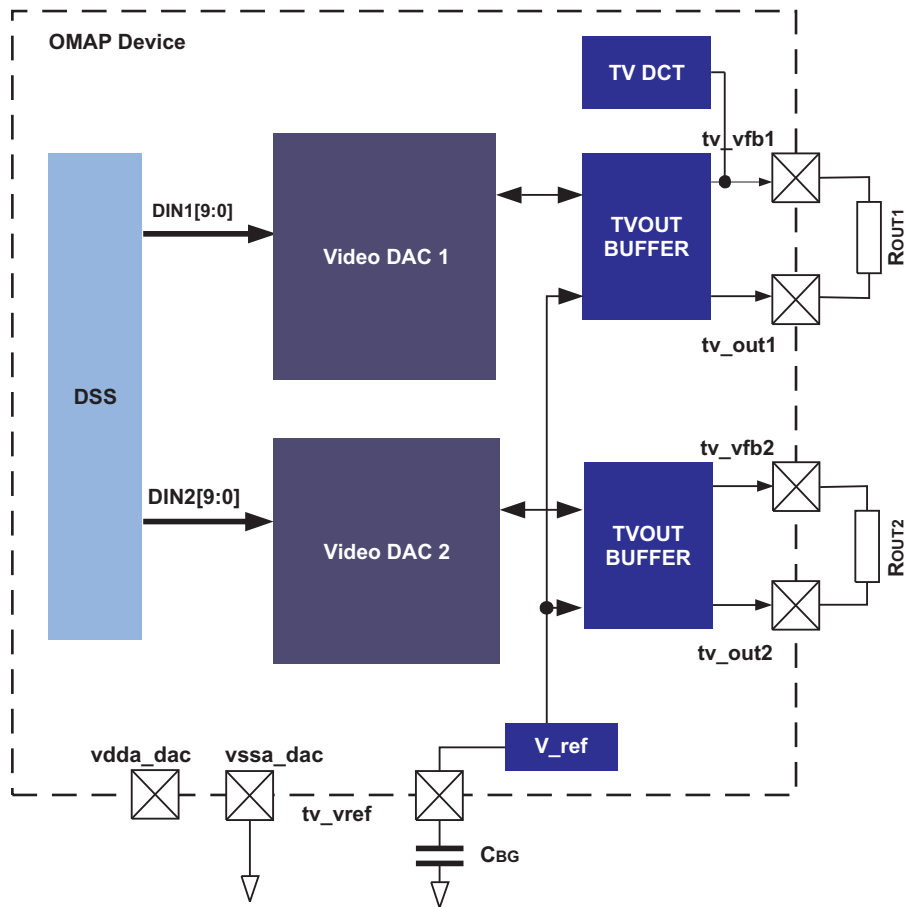 OMAP Device
TV DCT
tv_vfb1
DIN1[9:0]
Video DAC 1
TVOUT
BUFFER
ROUT1
tv_out1
DSS
tv_vfb2
DIN2[9:0]
Video DAC 2
TVOUT
BUFFER
ROUT2
tv_out2
V_ref
vdda_dac
vssa_dac
tv_vref
CBG